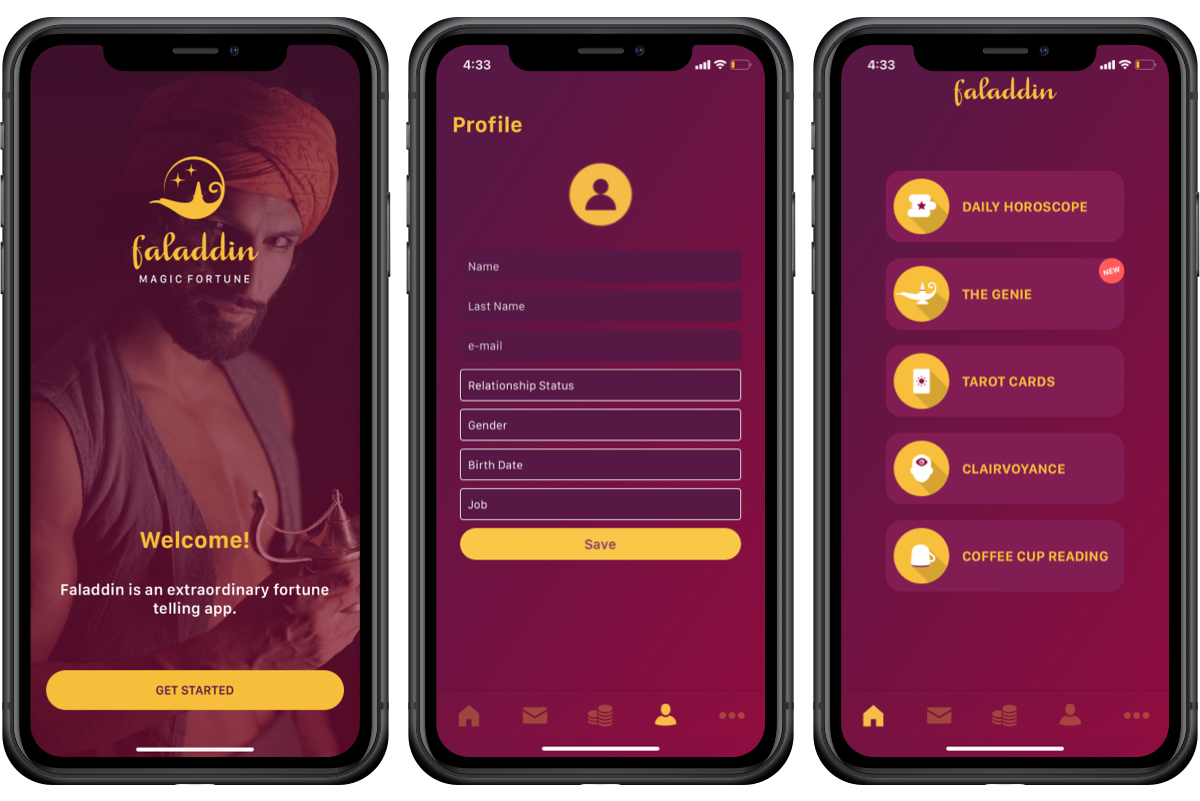 faladdin
MAGIC FORTUNE
Welcome!
Faladdin is an extraordinary fortune
telling app.
GET STARTED
4:33
Profile
Name
Last Name
e-mail
Relationship Status
Gender
Birth Date
Job
Save
4:33
faladdin
DAILY HOROSCOPE
NEW
THE GENIE
TAROT CARDS
CLAIRVOYANCE
COFFEE CUP READING